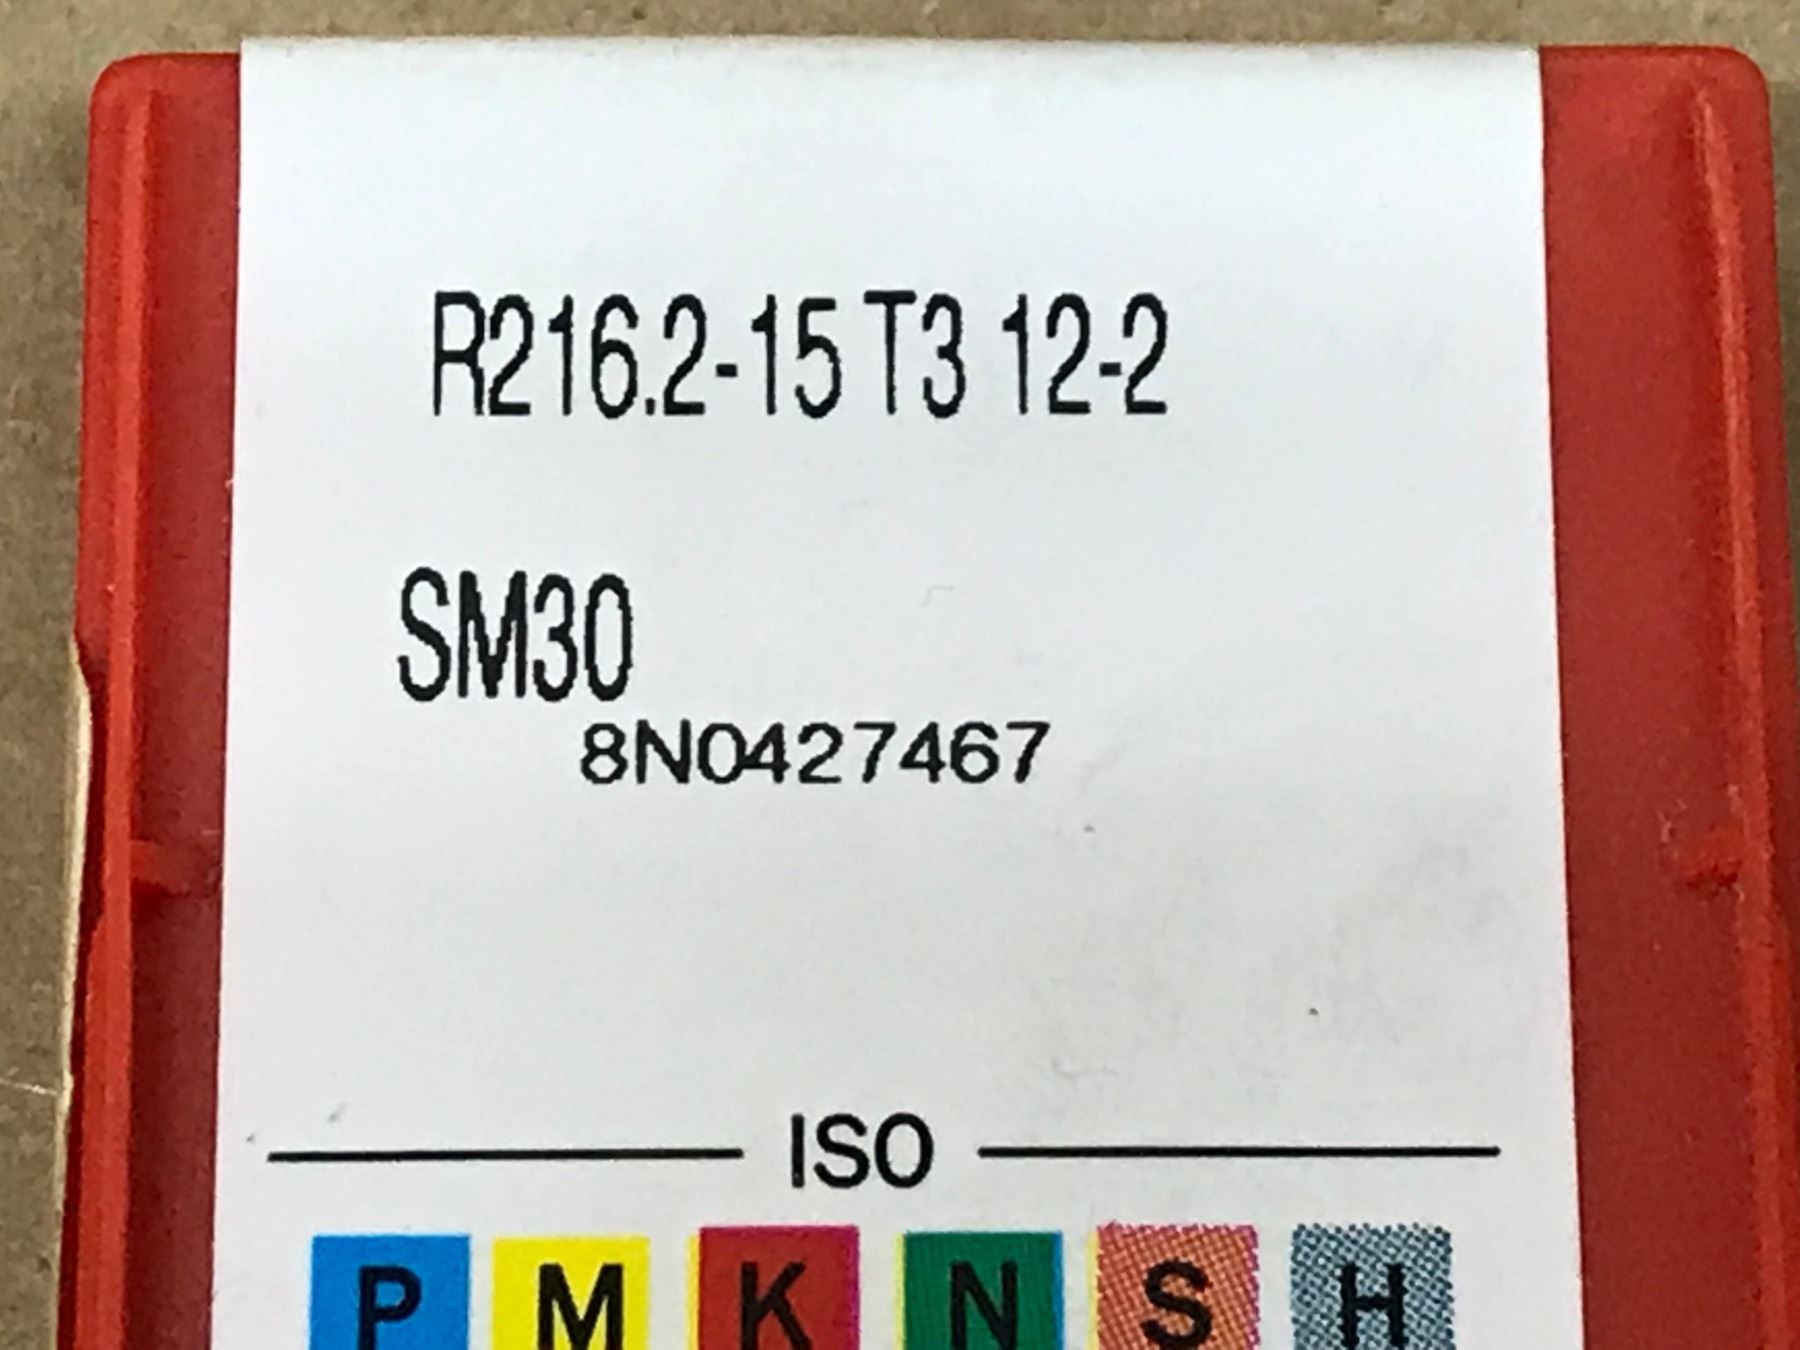 R216.2-15 T3 12-2
SM30
8N0427467
ISO
P M K N S H